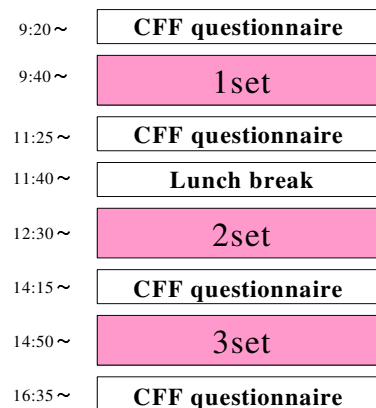 9:20~ CFF questionnaire
9:40~ 1set
11:25~ CFF questionnaire
11:40~ Lunch break
12:30~ 2set
14:15~ CFF questionnaire
14:50~ 3set
16:35~ CFF questionnaire